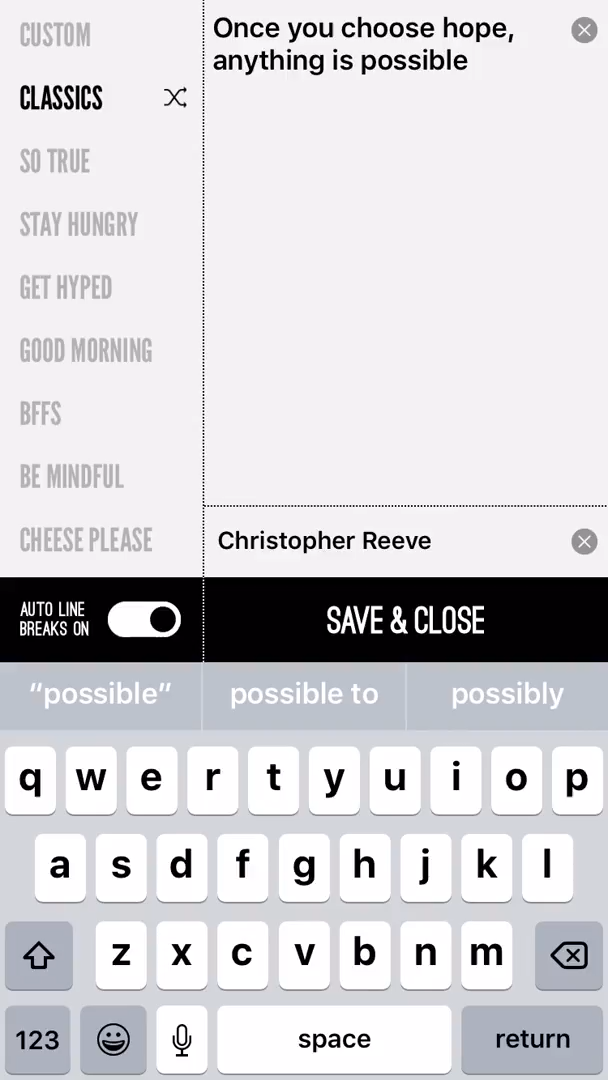 CUSTOM
CLASSICS
SO TRUE
STAY HUNGRY
GET HYPED
GOOD MORNING
BFFS
BE MINDFUL
CHEESE PLEASE
Once you choose hope,
anything is possible
Christopher Reeve
AUTO LINE
BREAKS ON
SAVE & CLOSE
“possible” possible to possibly
q w e r t y u i o p
a s d f g h j k l
z x c v b n m
123 space return